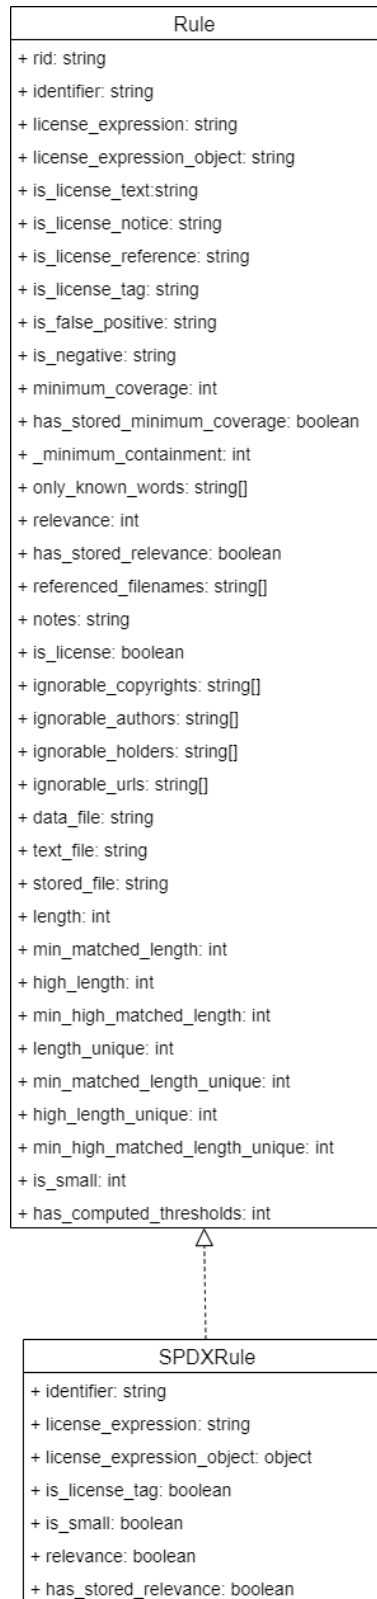 Rule
+ rid: string
+ identifier: string
+ license_expression: string
+ license_expression_object: string
+ is_license_text:string
+ is_license_notice: string
+ is_license_reference: string
+ is_license_tag: string
+ is_false_positive: string
+ is_negative: string
+ minimum_coverage: int
+ has_stored_minimum_coverage: boolean
+ _minimum_containment: int
+ only_known_words: string[]
+ relevance: int
+ has_stored_relevance: boolean
+ referenced_filenames: string[]
+ notes: string
+ is_license: boolean
+ ignorable_copyrights: string[]
+ ignorable_authors: string[]
+ ignorable_holders: string[]
+ ignorable_urls: string[]
+ data_file: string
+ text_file: string
+ stored_file: string
+ length: int
+ min_matched_length: int
+ high_length: int
+ min_high_matched_length: int
+ length_unique: int
+ min_matched_length_unique: int
+ high_length_unique: int
+ min_high_matched_length_unique: int
+ is_small: int
+ has_computed_thresholds: int
SPDXRule
+ identifier: string
+ license_expression: string
+ license_expression_object: object
+ is_license_tag: boolean
+ is_small: boolean
+ relevance: boolean
+ has_stored_relevance: boolean